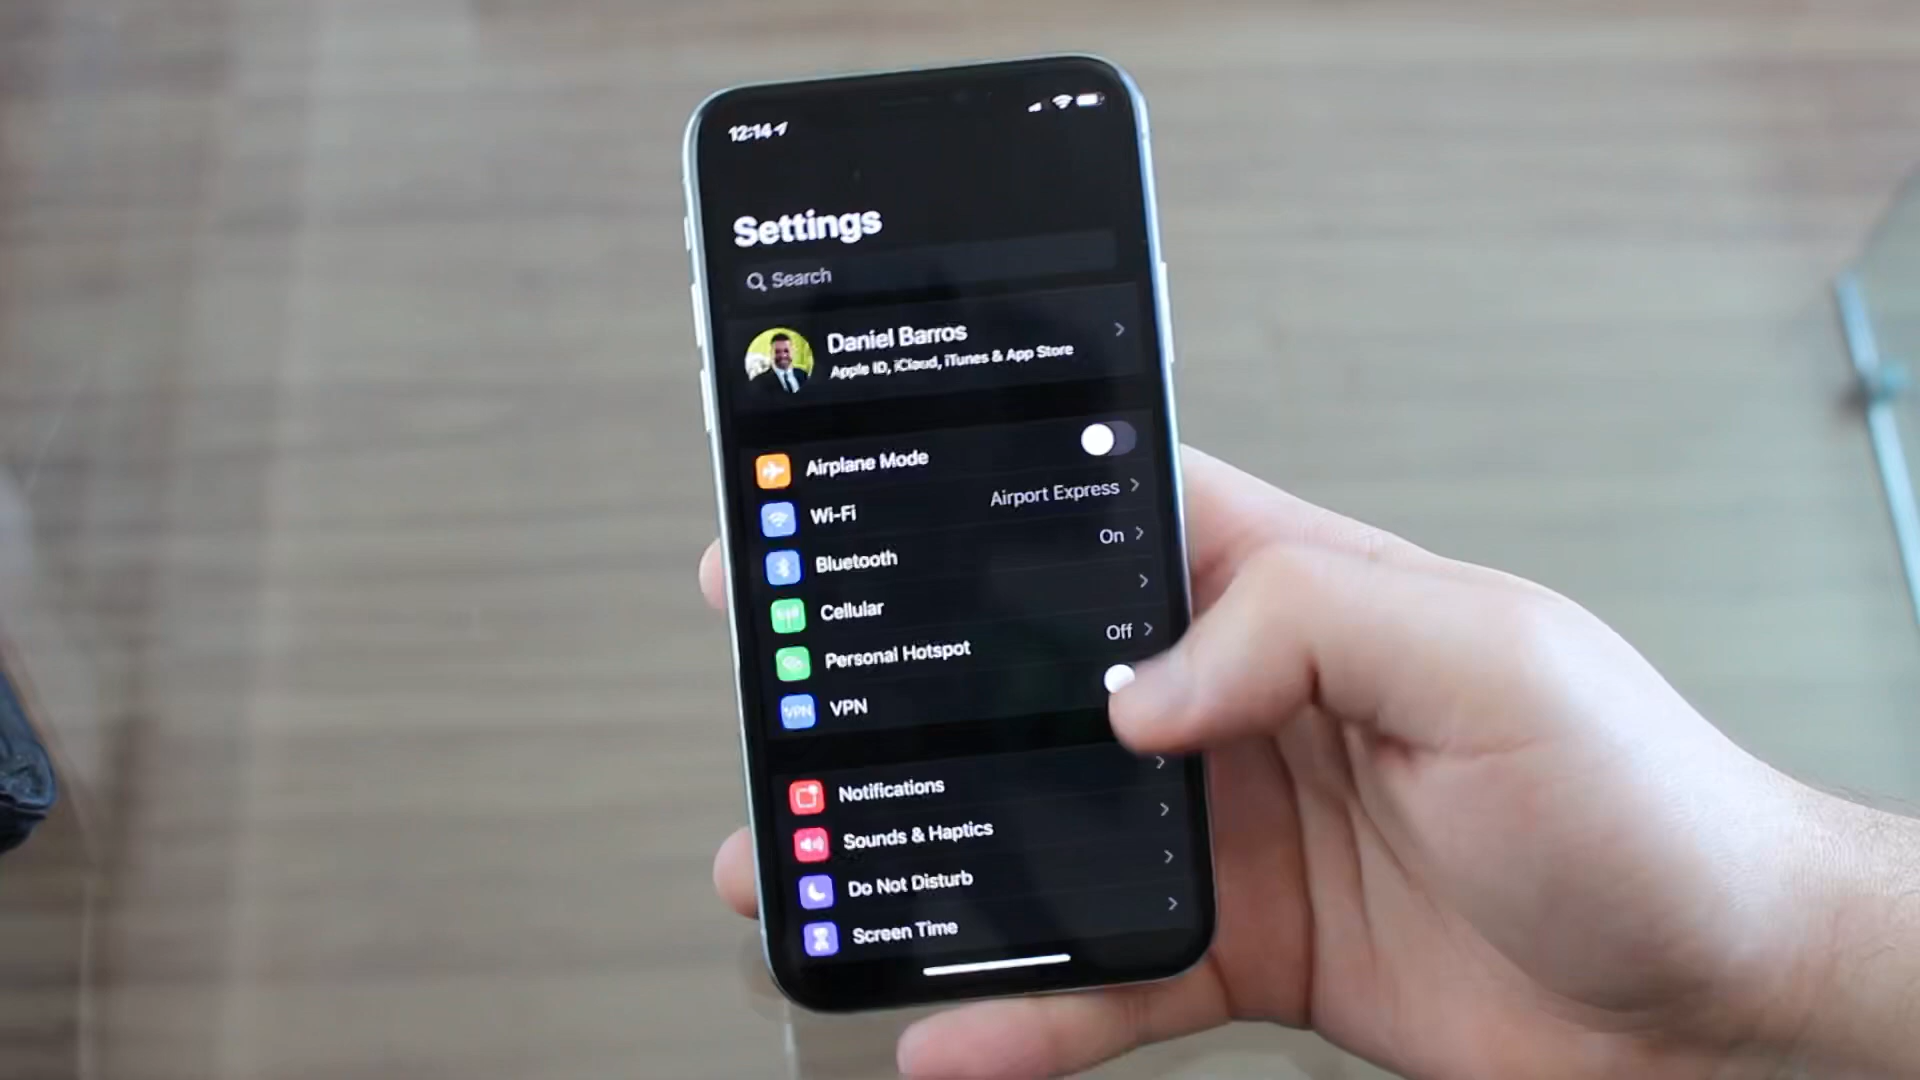 12:14
Settings
Search
Daniel Barros
Apple ID, iCloud, iTunes & App Store
Airplane Mode
Wi-Fi Airport Express
Bluetooth On
Cellular
Personal Hotspot Off
VPN VPN
Notifications
Sounds & Haptics
Do Not Disturb
Screen Time